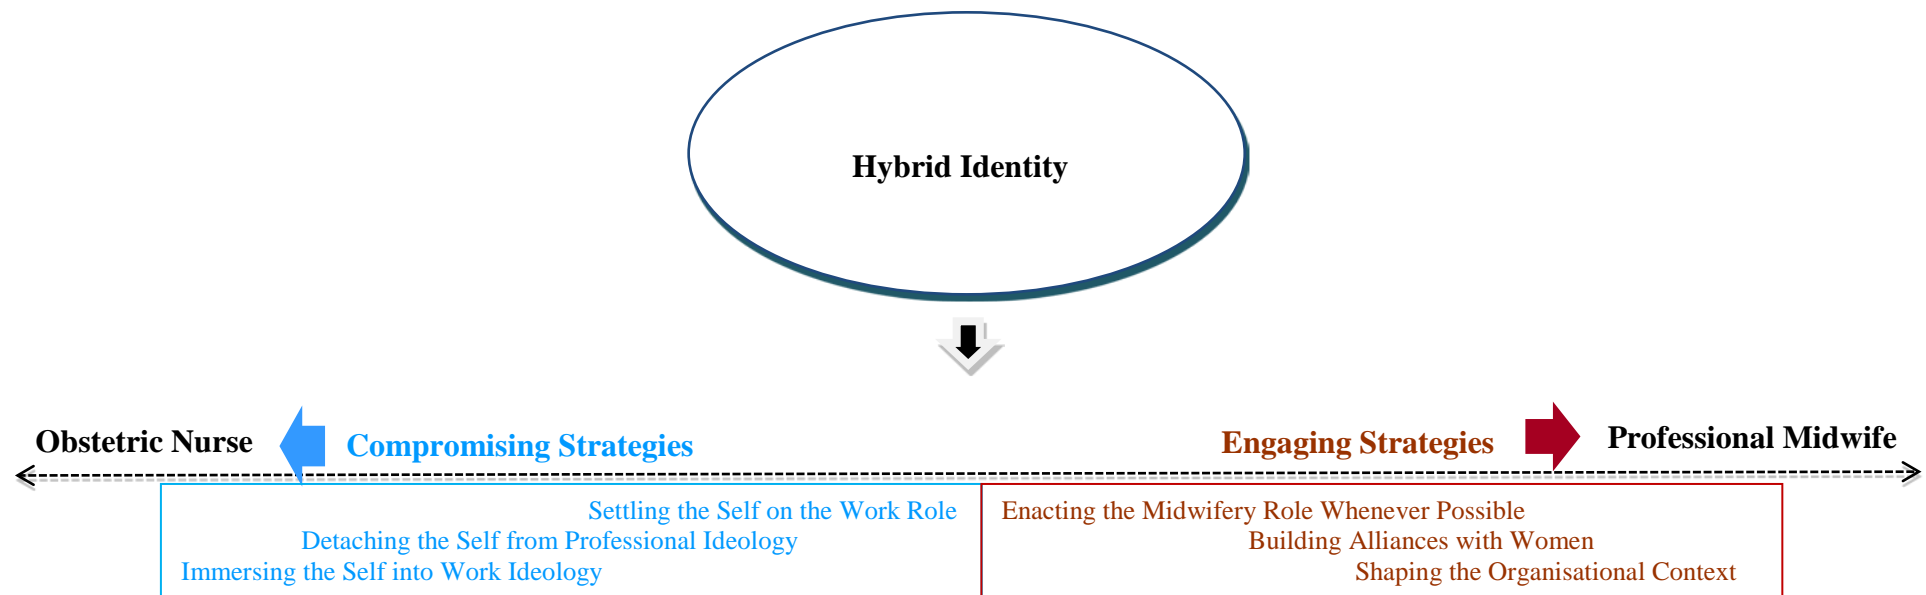 Hybrid Identity
Obstetric Nurse
Compromising Strategies
Engaging Strategies
Professional Midwife
Settling the Self on the Work Role
Detaching the Self from Professional Ideology
Immersing the Self into Work Ideology
Enacting the Midwifery Role Whenever Possible
Building Alliances with Women
Shaping the Organisational Context